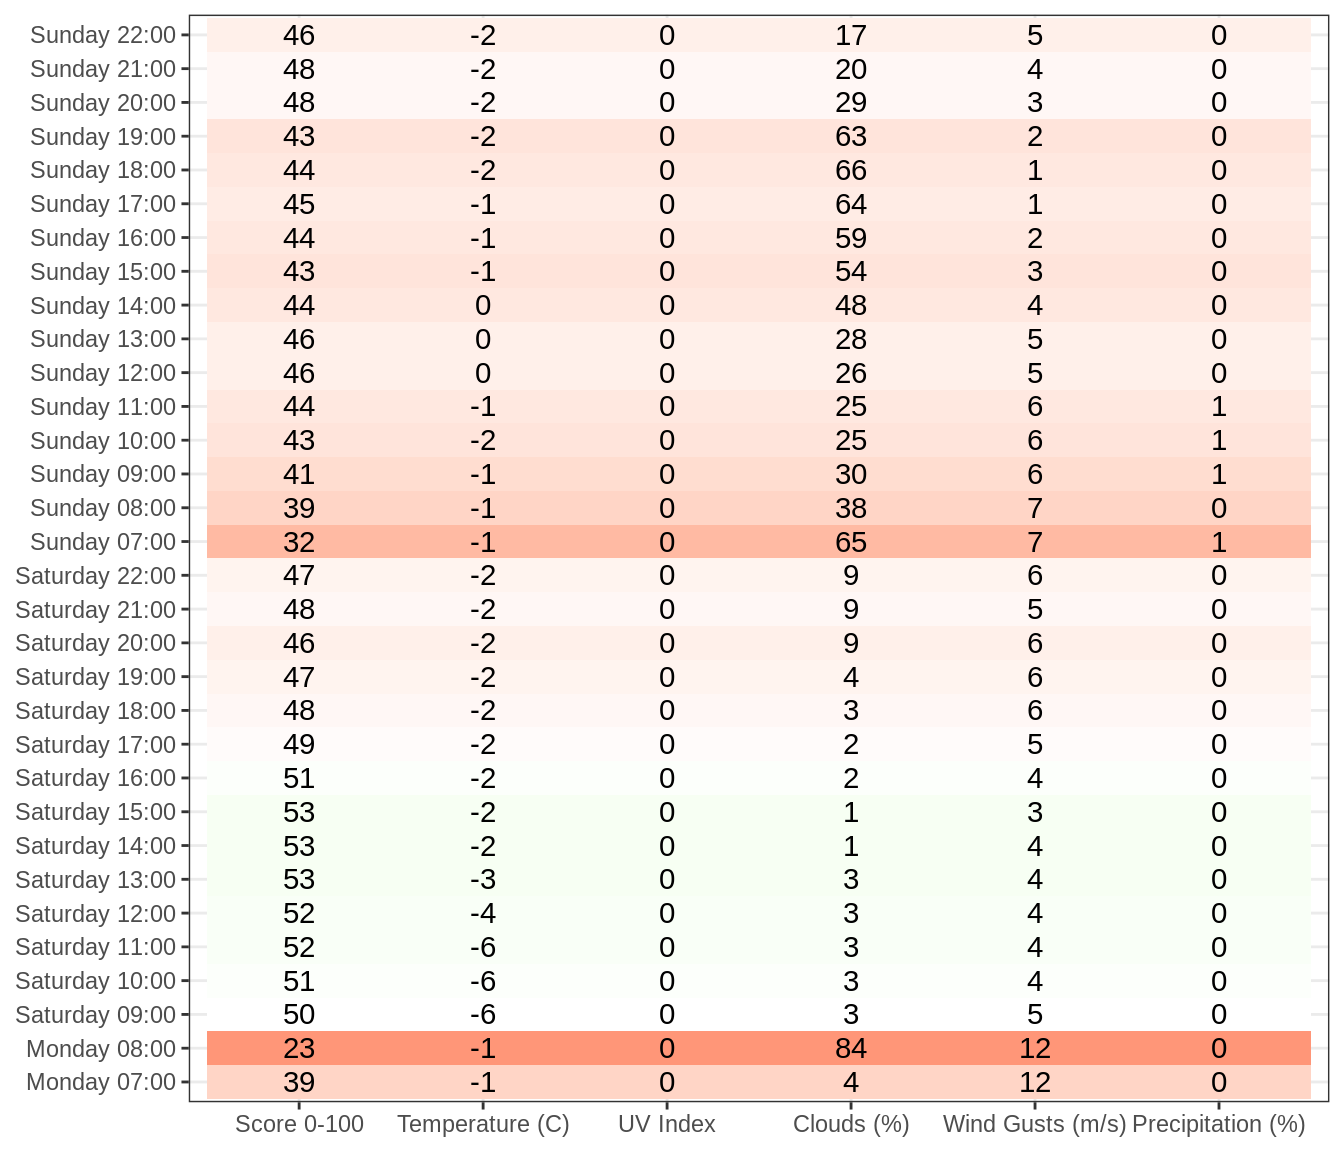 Sunday 22:00 46 -2 0 17 5 0
Sunday 21:00 48 -2 0 20 4 0
Sunday 20:00 48 -2 0 29 3 0
Sunday 19:00 43 -2 0 63 2 0
Sunday 18:00 44 -2 0 66 1 0
Sunday 17:00 45 -1 0 64 1 0
Sunday 16:00 44 -1 0 59 2 0
Sunday 15:00 43 -1 0 54 3 0
Sunday 14:00 44 0 0 48 4 0
Sunday 13:00 46 0 0 28 5 0
Sunday 12:00 46 0 0 26 5 0
Sunday 11:00 44 -1 0 25 6 1
Sunday 10:00 43 -2 0 25 6 1
Sunday 09:00 41 -1 0 30 6 1
Sunday 08:00 39 -1 0 38 7 0
Sunday 07:00 32 -1 0 65 7 1
Saturday 22:00 47 -2 0 9 6 0
Saturday 21:00 48 -2 0 9 5 0
Saturday 20:00 46 -2 0 9 6 0
Saturday 19:00 47 -2 0 4 6 0
Saturday 18:00 48 -2 0 3 6 0
Saturday 17:00 49 -2 0 2 5 0
Saturday 16:00 51 -2 0 2 4 0
Saturday 15:00 53 -2 0 1 3 0
Saturday 14:00 53 -2 0 1 4 0
Saturday 13:00 53 -3 0 3 4 0
Saturday 12:00 52 -4 0 3 4 0
Saturday 11:00 52 -6 0 3 4 0
Saturday 10:00 51 -6 0 3 4 0
Saturday 09:00 50 -6 0 3 5 0
Monday 08:00 23 -1 0 84 12 0
Monday 07:00 39 -1 0 4 12 0
Score 0-100 Temperature (C) UV Index Clouds (%) Wind Gusts (m/s) Precipitation (%)